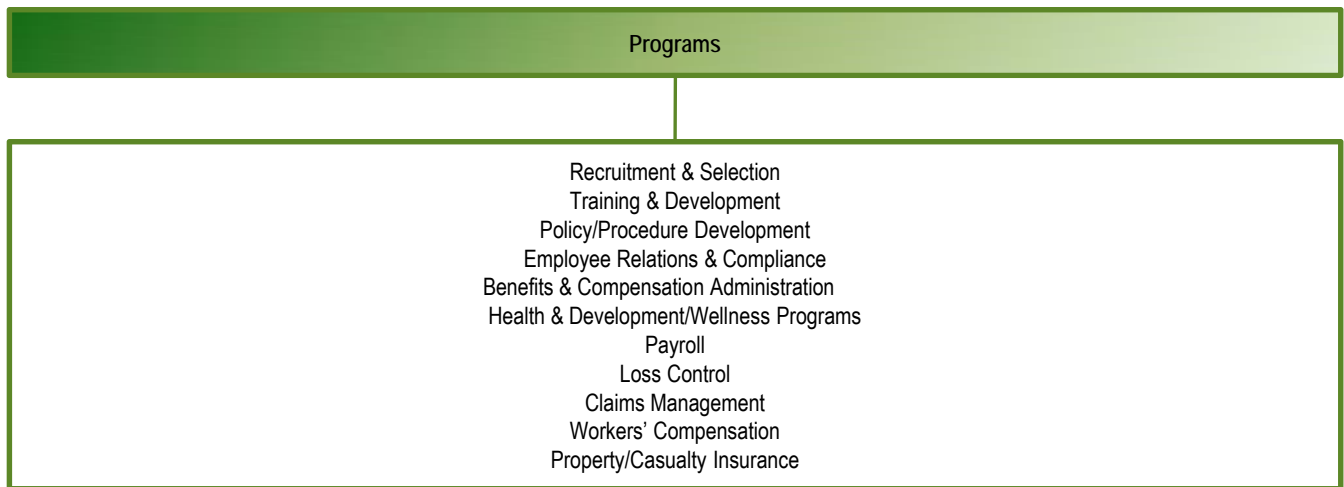 Programs
Recruitment & Selection
Training & Development
Policy/Procedure Development
Employee Relations & Compliance
Benefits & Compensation Administration
Health & Development/Wellness Programs
Payroll
Loss Control
Claims Management
Workers’ Compensation
Property/Casualty Insurance